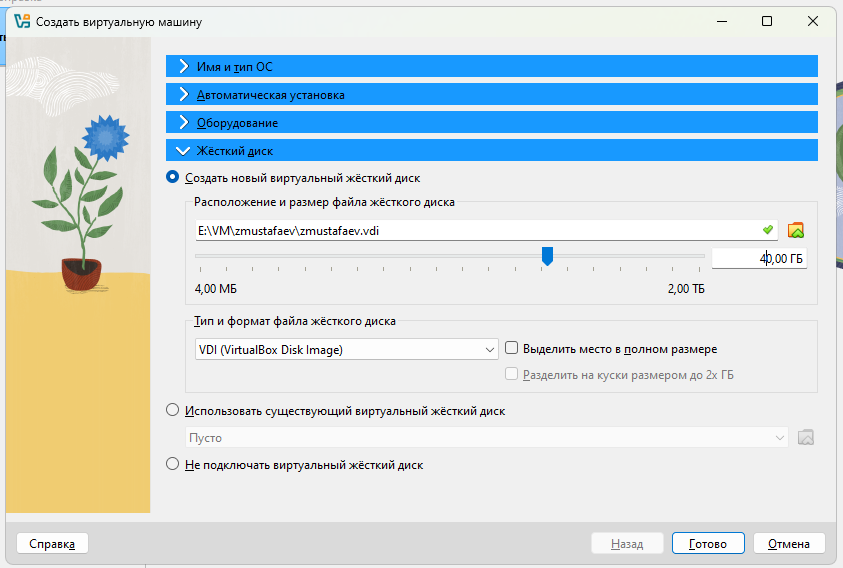 Создать виртуальную машину
Имя и тип ОС
Автоматическая установка
Оборудование
Жёсткий диск
Создать новый виртуальный жёсткий диск
Расположение и размер файла жёсткого диска
E:\VM\zmustafaev\zmustafaev.vdi
40,00 ГБ
4,00 МБ 2,00 ТБ
Тип и формат файла жёсткого диска
VDI (VirtualBox Disk Image) Выделить место в полном размере
Разделить на куски размером до 2х ГБ
Использовать существующий виртуальный жёсткий диск
Пусто
Не подключать виртуальный жёсткий диск
Справка Назад Готово Отмена